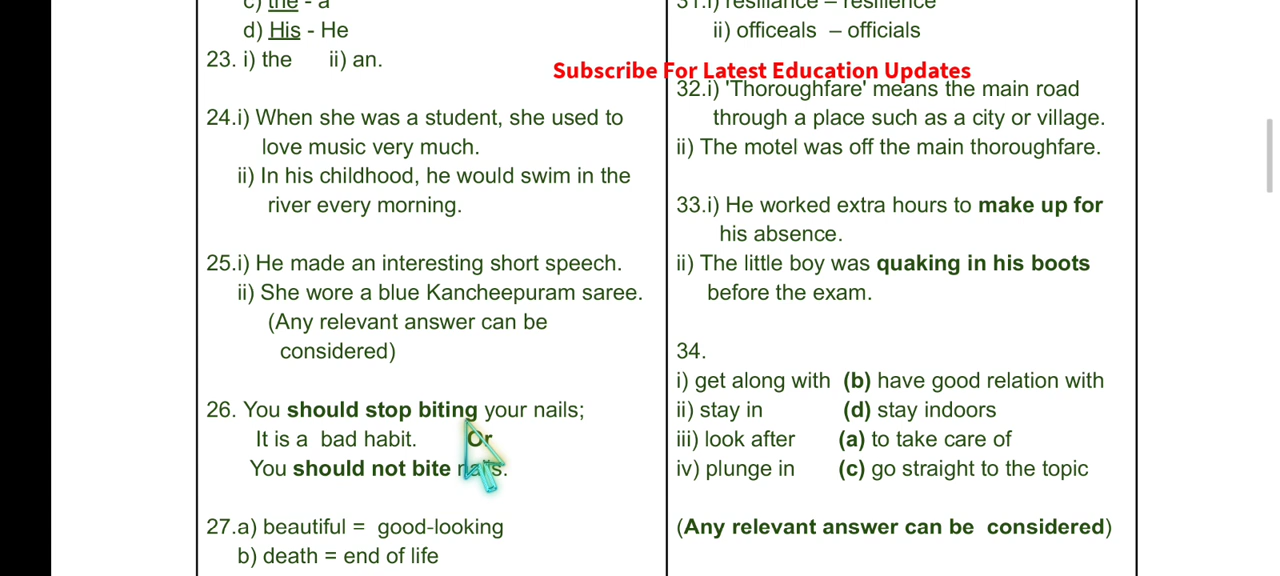 c) the - a
d) His - He
23. i) the ii) an.
24.i) When she was a student, she used to
love music very much.
ii) In his childhood, he would swim in the
river every morning.
25.i) He made an interesting short speech.
ii) She wore a blue Kancheepuram saree.
(Any relevant answer can be
considered)
26. You should stop biting your nails;
It is a bad habit. Or
You should not bite nails.
27.a) beautiful = good-looking
b) death = end of life
31.i) resiliance – resilience
ii) officeals – officials
Subscribe For Latest Education Updates
32.i) 'Thoroughfare' means the main road
through a place such as a city or village.
ii) The motel was off the main thoroughfare.
33.i) He worked extra hours to make up for
his absence.
ii) The little boy was quaking in his boots
before the exam.
34.
i) get along with (b) have good relation with
ii) stay in (d) stay indoors
iii) look after (a) to take care of
iv) plunge in (c) go straight to the topic
(Any relevant answer can be considered)